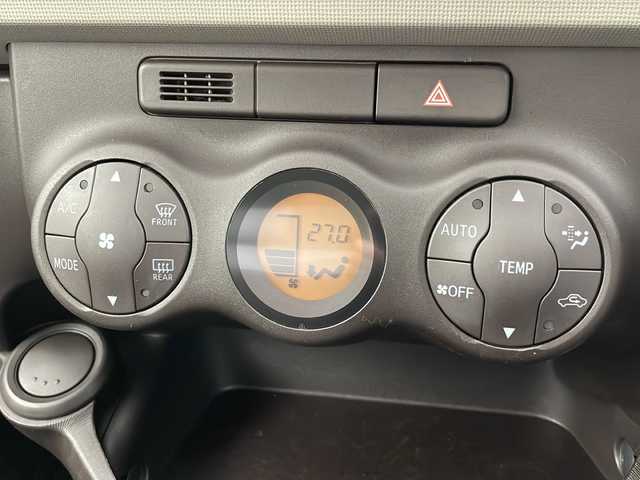 A/C
FRONT
MODE
REAR
27.0
AUTO
TEMP
OFF